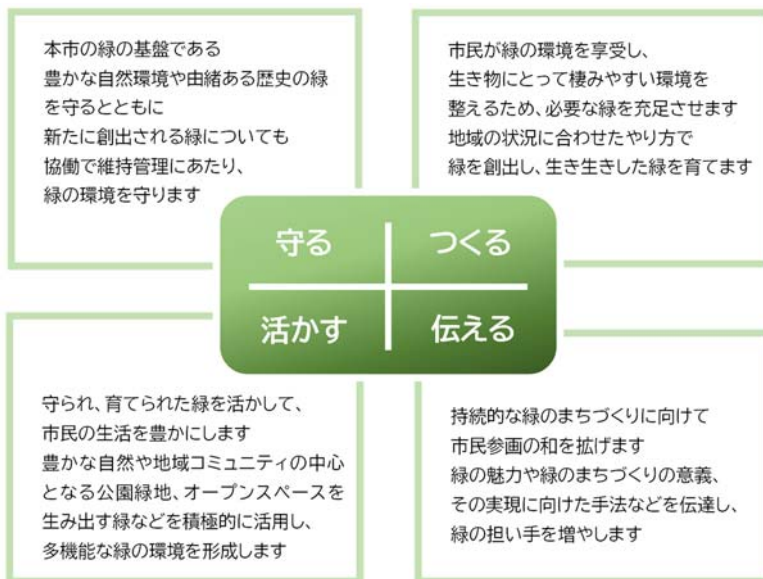 本市の緑の基盤である
豊かな自然環境や由緒ある歴史の緑
を守るとともに
新たに創出される緑についても
協働で維持管理にあたり、
緑の環境を守ります
市民が緑の環境を享受し、
生き物にとって棲みやすい環境を
整えるため、必要な緑を充足させます
地域の状況に合わせたやり方で
緑を創出し、生き生きした緑を育てます
守る
つくる
活かす
伝える
守られ、育てられた緑を活かして、
市民の生活を豊かにします
豊かな自然や地域コミュニティの中心
となる公園緑地、オープンスペースを
生み出す緑などを積極的に活用し、
多機能な緑の環境を形成します
持続的な緑のまちづくりに向けて
市民参画の和を拡げます
緑の魅力や緑のまちづくりの意義、
その実現に向けた手法などを伝達し、
緑の担い手を増やします